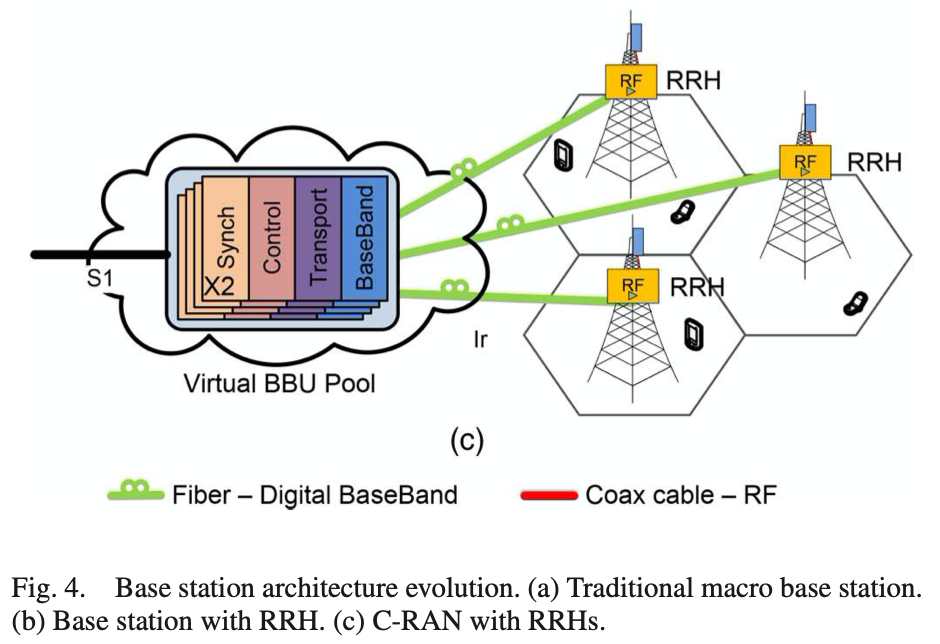 RF RRH
RF RRH
S1
X2
Synch
Control
Transport
BaseBand
RF RRH
Ir
Virtual BBU Pool
(c)
Fiber – Digital BaseBand
Coax cable – RF
Fig. 4. Base station architecture evolution. (a) Traditional macro base station.
(b) Base station with RRH. (c) C-RAN with RRHs.